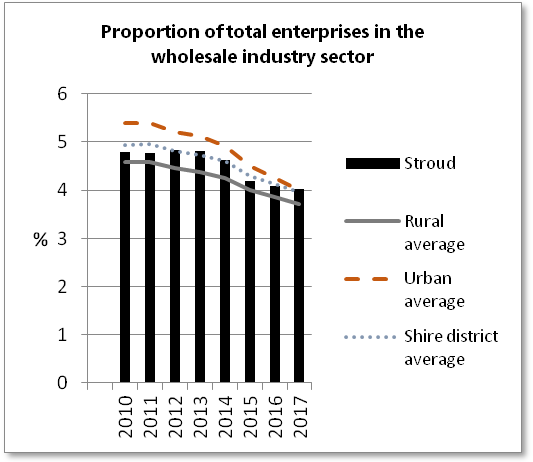 Proportion of total enterprises in the
wholesale industry sector
6
5
4
3
2
1
0
%
2010
2011
2012
2013
2014
2015
2016
2017
Stroud
Rural
average
Urban
average
Shire district
average